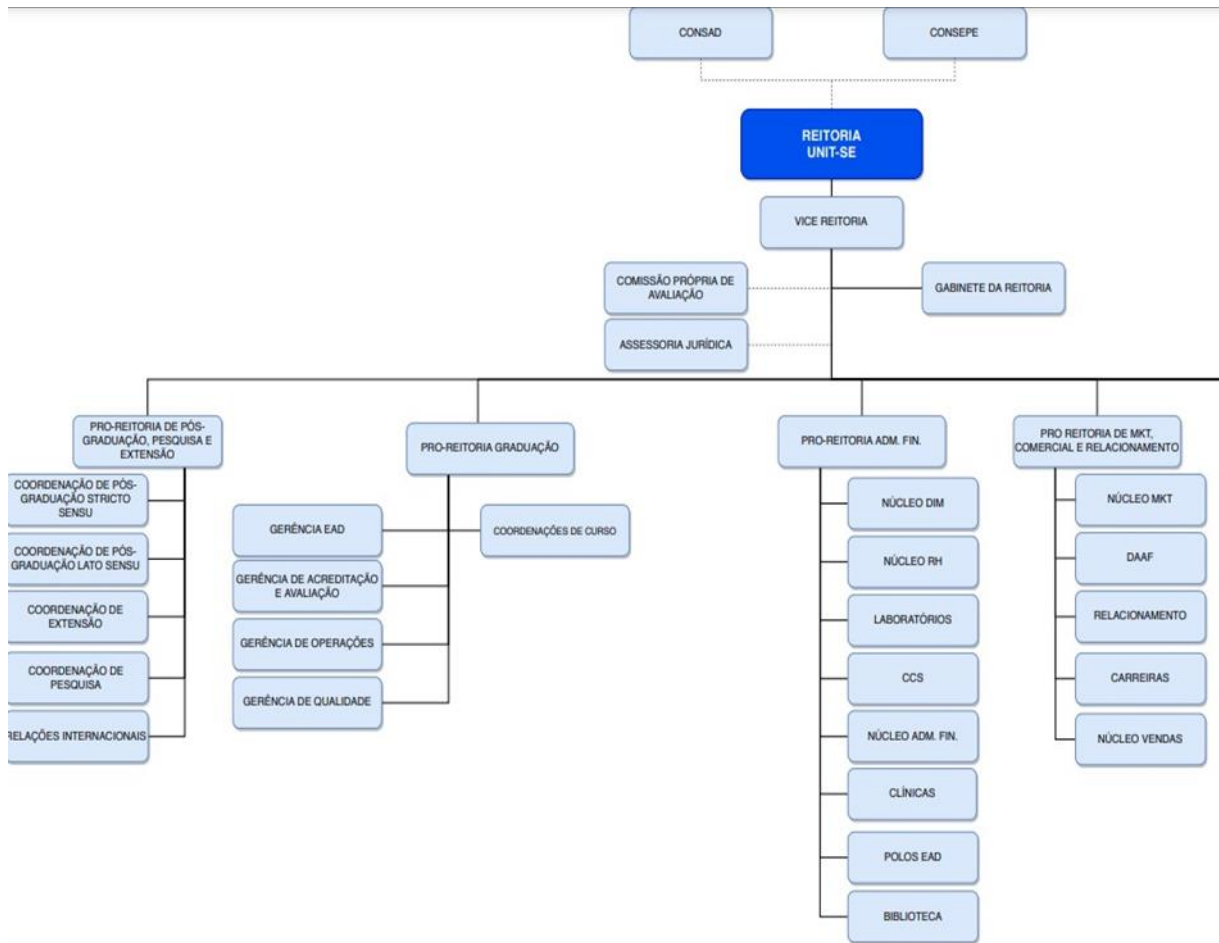 CONSAD
CONSEPE
REITORIA
UNIT-SE
VICE REITORIA
COMISSÃO PRÓPRIA DE
AVALIAÇÃO
GABINETE DA REITORIA
ASSESSORIA JURÍDICA
PRO-REITORIA DE PÓS-
GRADUAÇÃO, PESQUISA E
EXTENSÃO
COORDENAÇÃO DE PÓS-
GRADUAÇÃO STRICTO
SENSU
COORDENAÇÃO DE PÓS-
GRADUAÇÃO LATO SENSU
COORDENAÇÃO DE
EXTENSÃO
COORDENAÇÃO DE
PESQUISA
RELAÇÕES INTERNACIONAIS
PRO-REITORIA GRADUAÇÃO
GERÊNCIA EAD
COORDENAÇÕES DE CURSO
GERÊNCIA DE ACREDITAÇÃO
E AVALIAÇÃO
GERÊNCIA DE OPERAÇÕES
GERÊNCIA DE QUALIDADE
PRO-REITORIA ADM. FIN.
NÚCLEO DIM
NÚCLEO RH
LABORATÓRIOS
CCS
NÚCLEO ADM. FIN.
CLÍNICAS
POLOS EAD
BIBLIOTECA
PRO REITORIA DE MKT,
COMERCIAL E RELACIONAMENTO
NÚCLEO MKT
DAAF
RELACIONAMENTO
CARREIRAS
NÚCLEO VENDAS